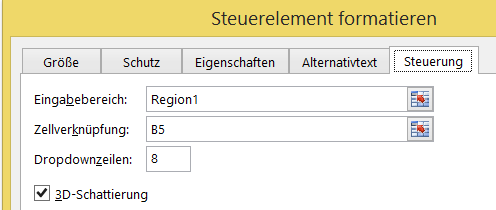 Steuerelement formatieren
Größe Schutz Eigenschaften Alternativtext Steuerung
Eingabebereich: Region1
Zellverknüpfung: B5
Dropdownzeilen: 8
3D-Schattierung